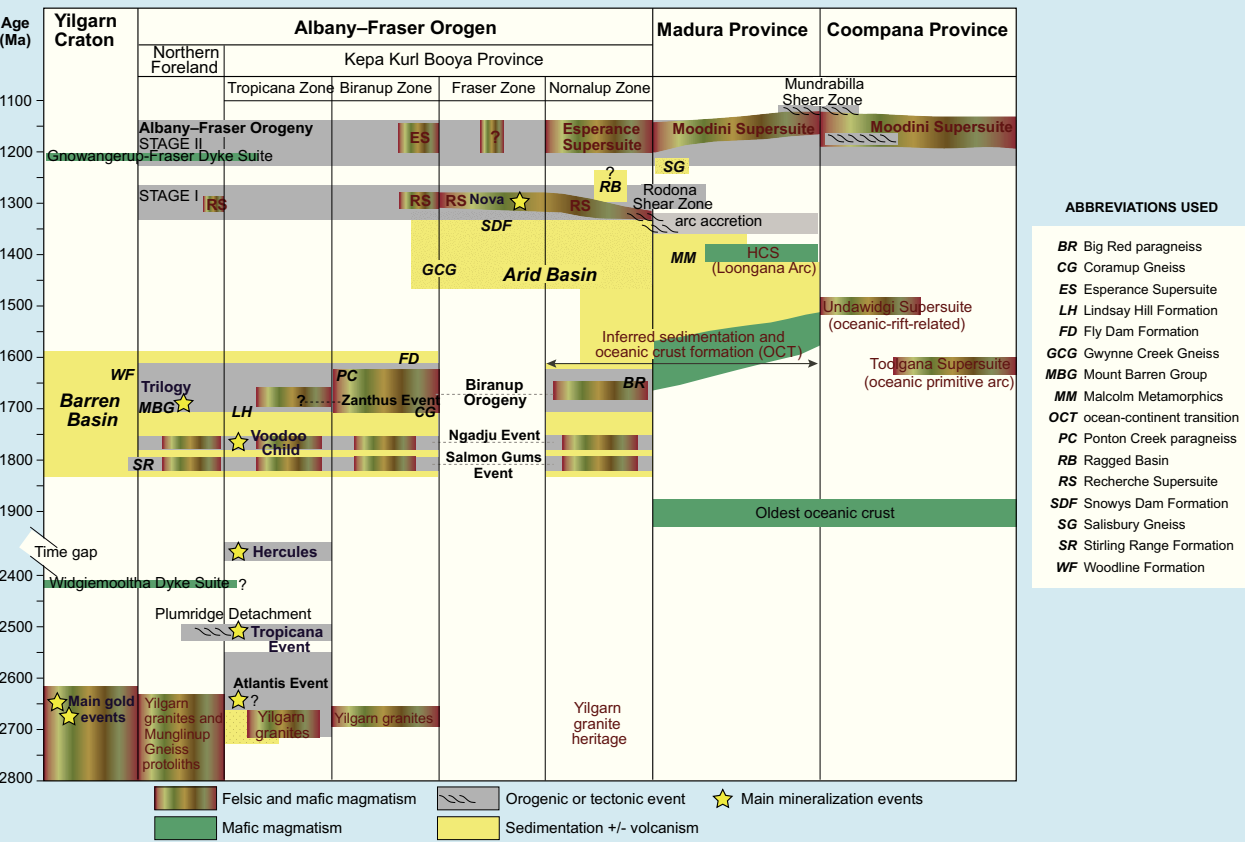 Age
(Ma)
Yilgarn
Craton
Albany–Fraser Orogen
Madura Province
Coompana Province
Northern
Foreland
Kepa Kurl Booya Province
Tropicana Zone
Biranup Zone
Fraser Zone
Nornalup Zone
1100
1200
1300
1400
1500
1600
1700
1800
1900
Time gap
2400
2500
2600
2700
2800
Mundrabilla
Shear Zone
Albany–Fraser Orogeny
STAGE II
ES
?
Esperance
Supersuite
Moodini Supersuite
Moodini Supersuite
Gnowangerup-Fraser Dyke Suite
SG
?
RB
STAGE I
RS
RS
RS
Nova
RS
Rodona
Shear Zone
arc accretion
SDF
GCG
Arid Basin
MM
HCS
(Loongana Arc)
Undawidgi Supersuite
(oceanic-rift-related)
Inferred sedimentation and
oceanic crust formation (OCT)
Toolgana Supersuite
(oceanic primitive arc)
FD
WF
PC
Trilogy
MBG
Barren
Basin
LH
?
Zanthus Event
CG
Biranup
Orogeny
BR
Voodoo
Child
Ngadju Event
SR
Salmon Gums
Event
Oldest oceanic crust
Hercules
Widgiemooltha Dyke Suite
?
Plumridge Detachment
Tropicana
Event
Atlantis Event
?
Main gold
events
Yilgarn
granites and
Munglinup
Gneiss
protoliths
Yilgarn
granites
Yilgarn granites
Yilgarn
granite
heritage
Felsic and mafic magmatism
Orogenic or tectonic event
Main mineralization events
Mafic magmatism
Sedimentation +/- volcanism
ABBREVIATIONS USED
BR Big Red paragneiss
CG Coramup Gneiss
ES Esperance Supersuite
LH Lindsay Hill Formation
FD Fly Dam Formation
GCG Gwynne Creek Gneiss
MBG Mount Barren Group
MM Malcolm Metamorphics
OCT ocean-continent transition
PC Ponton Creek paragneiss
RB Ragged Basin
RS Recherche Supersuite
SDF Snowys Dam Formation
SG Salisbury Gneiss
SR Stirling Range Formation
WF Woodline Formation